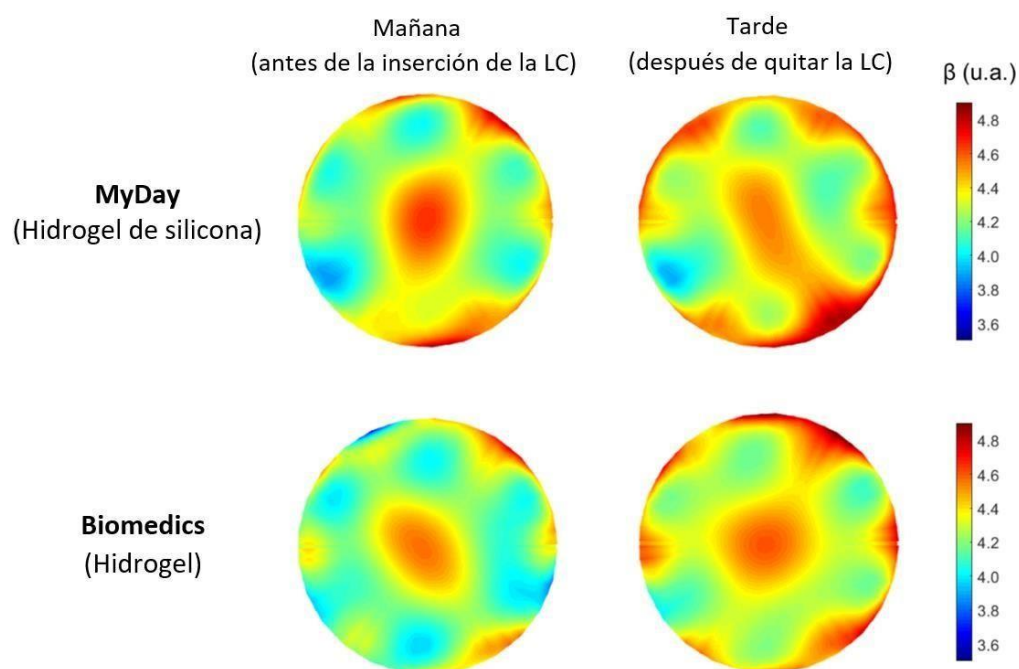 Mañana
(antes de la inserción de la LC)
Tarde
(después de quitar la LC)
β (u.a.)
MyDay
(Hidrogel de silicona)
4.8
4.6
4.4
4.2
4.0
3.8
3.6
Biomedics
(Hidrogel)
4.8
4.6
4.4
4.2
4.0
3.8
3.6